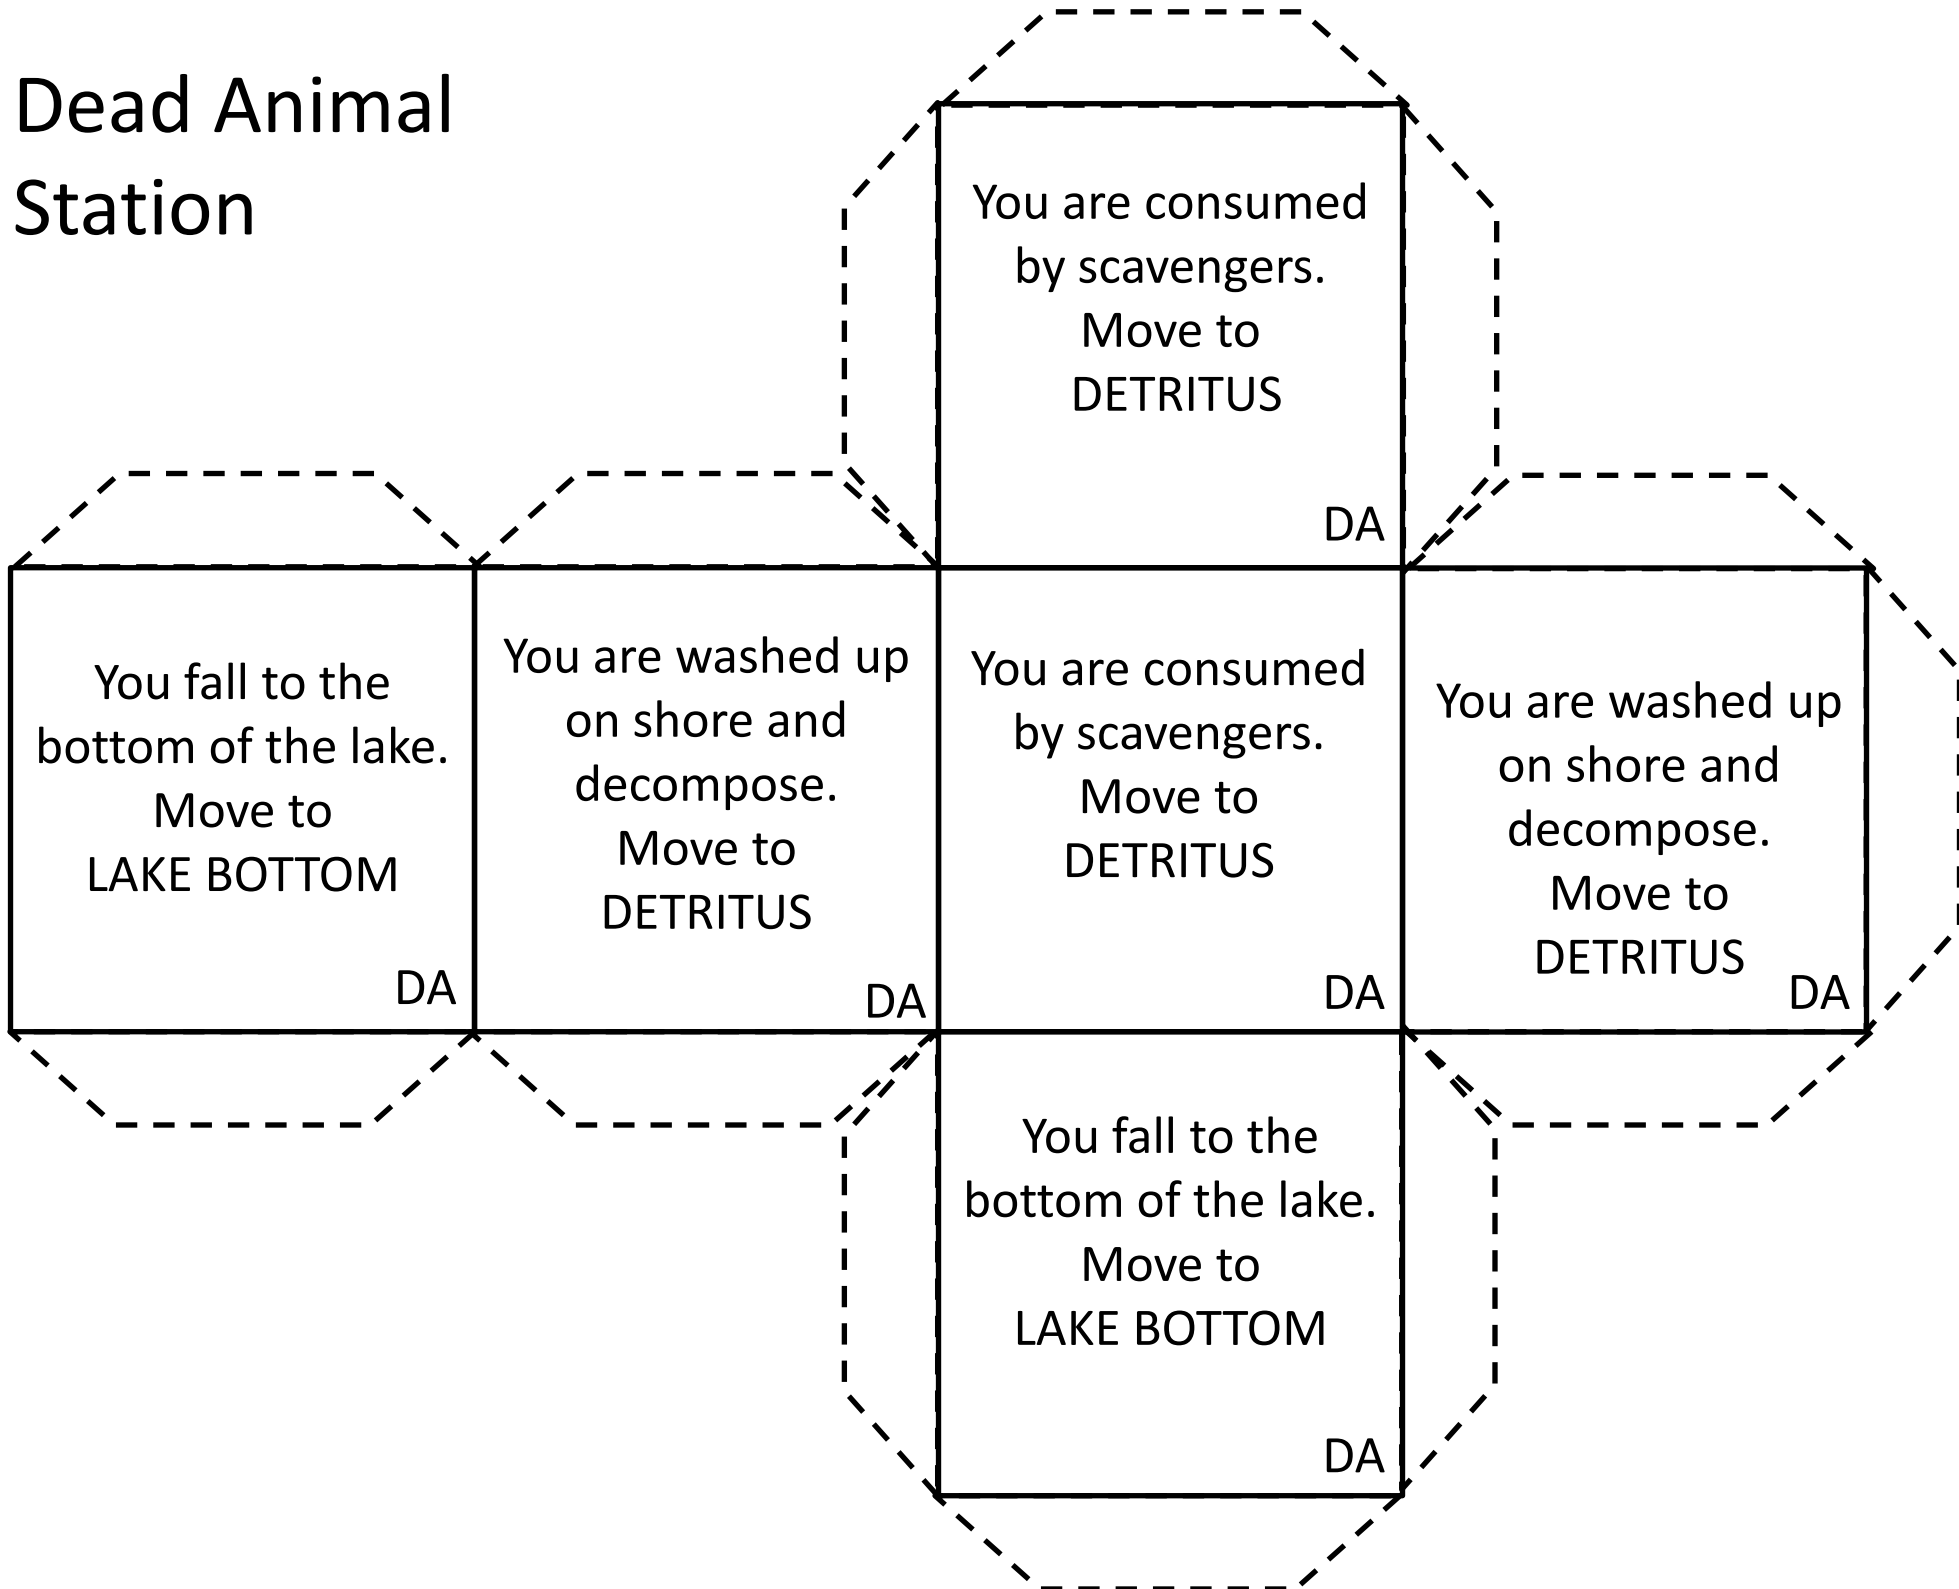 Dead Animal
Station
You are consumed
by scavengers.
Move to
DETRITUS
DA
You fall to the
bottom of the lake.
Move to
LAKE BOTTOM
DA
You are washed up
on shore and
decompose.
Move to
DETRITUS
DA
You are consumed
by scavengers.
Move to
DETRITUS
DA
You are washed up
on shore and
decompose.
Move to
DETRITUS
DA
You fall to the
bottom of the lake.
Move to
LAKE BOTTOM
DA